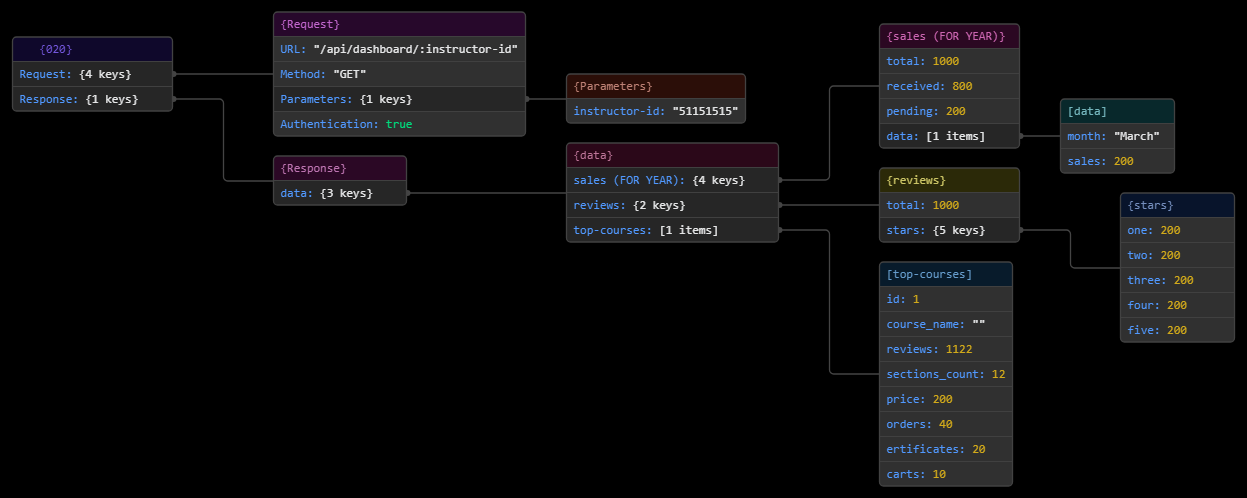 {020}
Request: {4 keys}
Response: {1 keys}
{Request}
URL: "/api/dashboard/:instructor-id"
Method: "GET"
Parameters: {1 keys}
Authentication: true
{Response}
data: {3 keys}
{Parameters}
instructor-id: "51151515"
{data}
sales (FOR YEAR): {4 keys}
reviews: {2 keys}
top-courses: [1 items]
{sales (FOR YEAR)}
total: 1000
received: 800
pending: 200
data: [1 items]
[data]
month: "March"
sales: 200
{reviews}
total: 1000
stars: {5 keys}
{stars}
one: 200
two: 200
three: 200
four: 200
five: 200
[top-courses]
id: 1
course_name: ""
reviews: 1122
sections_count: 12
price: 200
orders: 40
ertificates: 20
carts: 10